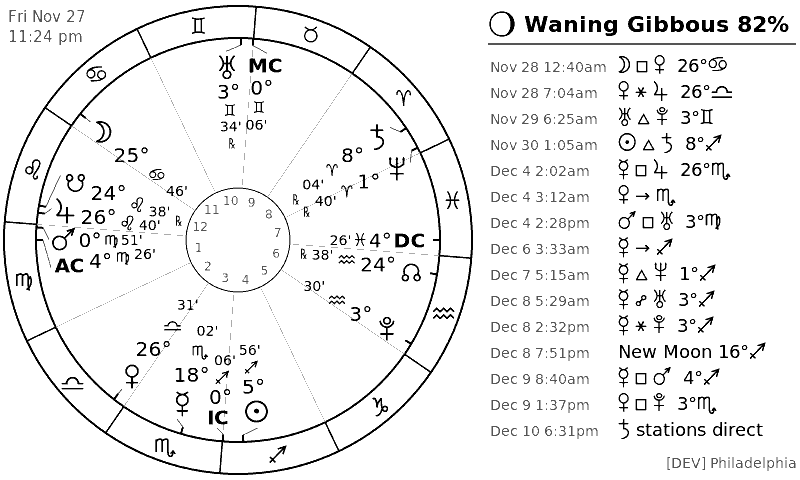 Fri Nov 27
11:24 pm
♅ MC
3° 0°
♊ ♊
34' 06'
℞
☽
25°
♋
46'
☋
24°
♌
38'
℞
♃
26°
♌
40'
♂
0° ♍ 51'
AC 4° ♍ 26'
♄
8°
♈
04'
℞
♆
1°
♈
40'
℞
26' ♓ 4° DC
℞ 38' ♒ 24° ☊
30'
♒
3°
♇
31'
♎
26°
♀
02'
♏
18°
☿
06'
♐
0°
IC
56'
♐
5°
☉
♊
♉
♈
♓
♒
♑
♐
♏
♎
♍
♌
♋
10 9
11 8
12 7
1 6
2 5
3 4
Waning Gibbous 82%
Nov 28 12:40am ☽ □ ♀ 26°♋
Nov 28 7:04am ♀ ⚹ ♃ 26°♎
Nov 29 6:25am ♅ △ ♇ 3°♊
Nov 30 1:05am ☉ △ ♄ 8°♐
Dec 4 2:02am ☿ □ ♃ 26°♏
Dec 4 3:12am ♀ → ♏
Dec 4 2:28pm ♂ □ ♅ 3°♍
Dec 6 3:33am ☿ → ♐
Dec 7 5:15am ☿ △ ♆ 1°♐
Dec 8 5:29am ☿ ☍ ♅ 3°♐
Dec 8 2:32pm ☿ ⚹ ♇ 3°♐
Dec 8 7:51pm New Moon 16°♐
Dec 9 8:40am ☿ □ ♂ 4°♐
Dec 9 1:37pm ♀ □ ♇ 3°♏
Dec 10 6:31pm ♄ stations direct
[DEV] Philadelphia